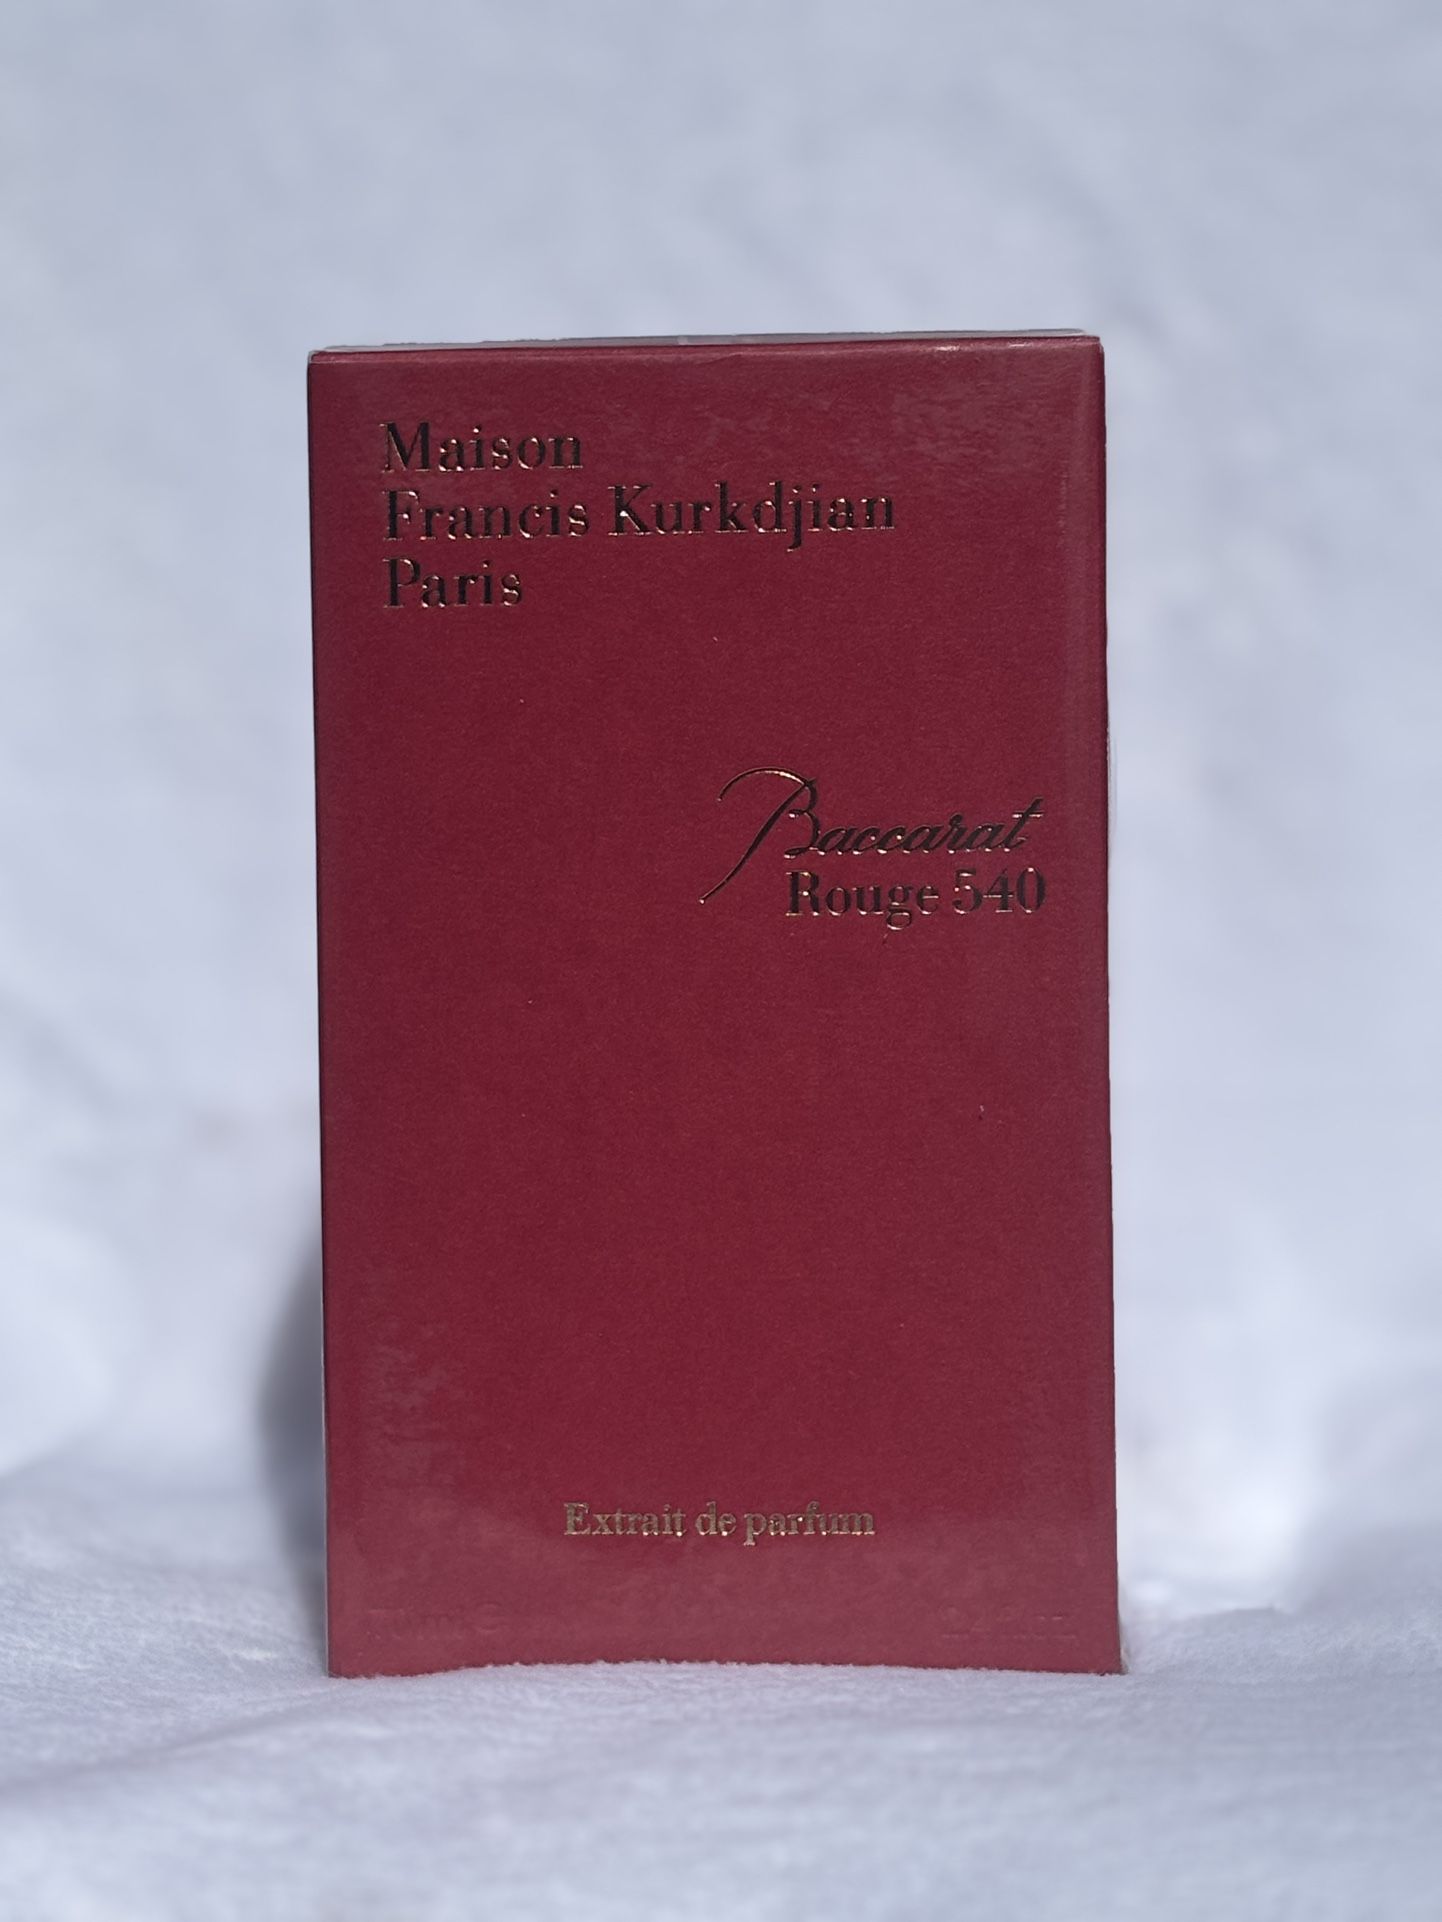 Maison
Francis Kurkdjian
Paris
Baccarat
Rouge 540
Extrait de parfum